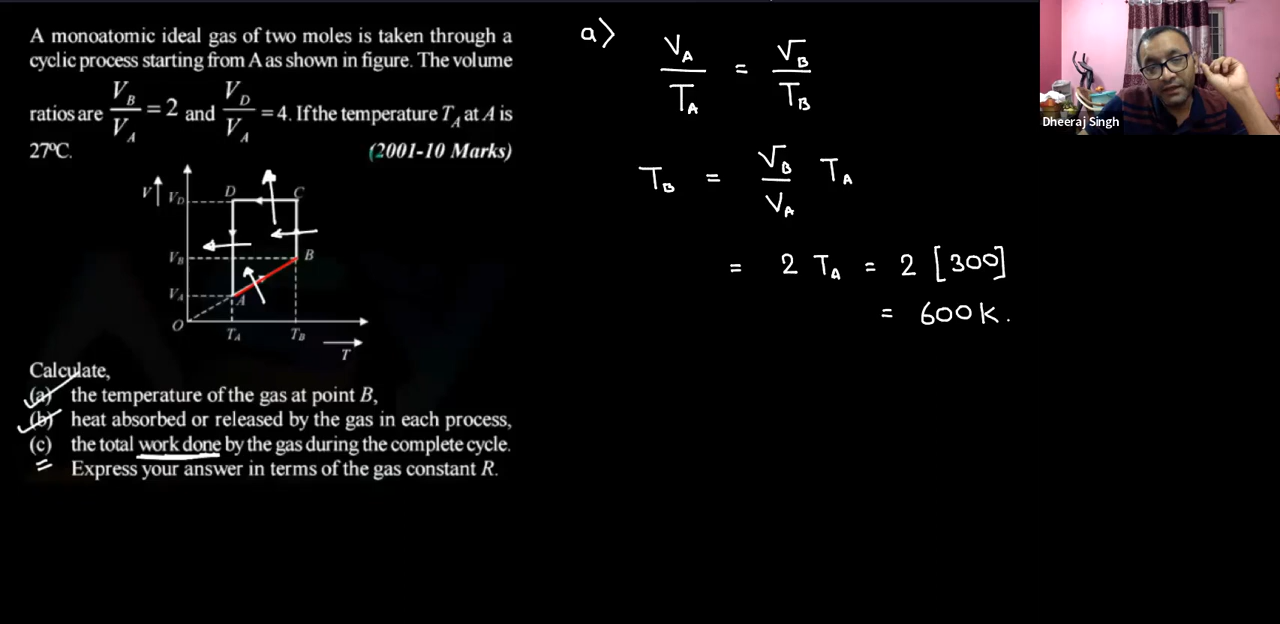 A monoatomic ideal gas of two moles is taken through a
cyclic process starting from A as shown in figure. The volume
ratios are V_B/V_A = 2 and V_D/V_A = 4. If the temperature T_A at A is
27ºC. (2001-10 Marks)
V↑ V_D D C
V_B B
V_A A
O T_A T_B
T
Calculate,
(a) the temperature of the gas at point B,
(b) heat absorbed or released by the gas in each process,
(c) the total work done by the gas during the complete cycle.
Express your answer in terms of the gas constant R.
a) V_A/T_A = V_B/T_B
T_B = V_B/V_A T_A
= 2 T_A = 2 [300]
= 600 K.
Dheeraj Singh